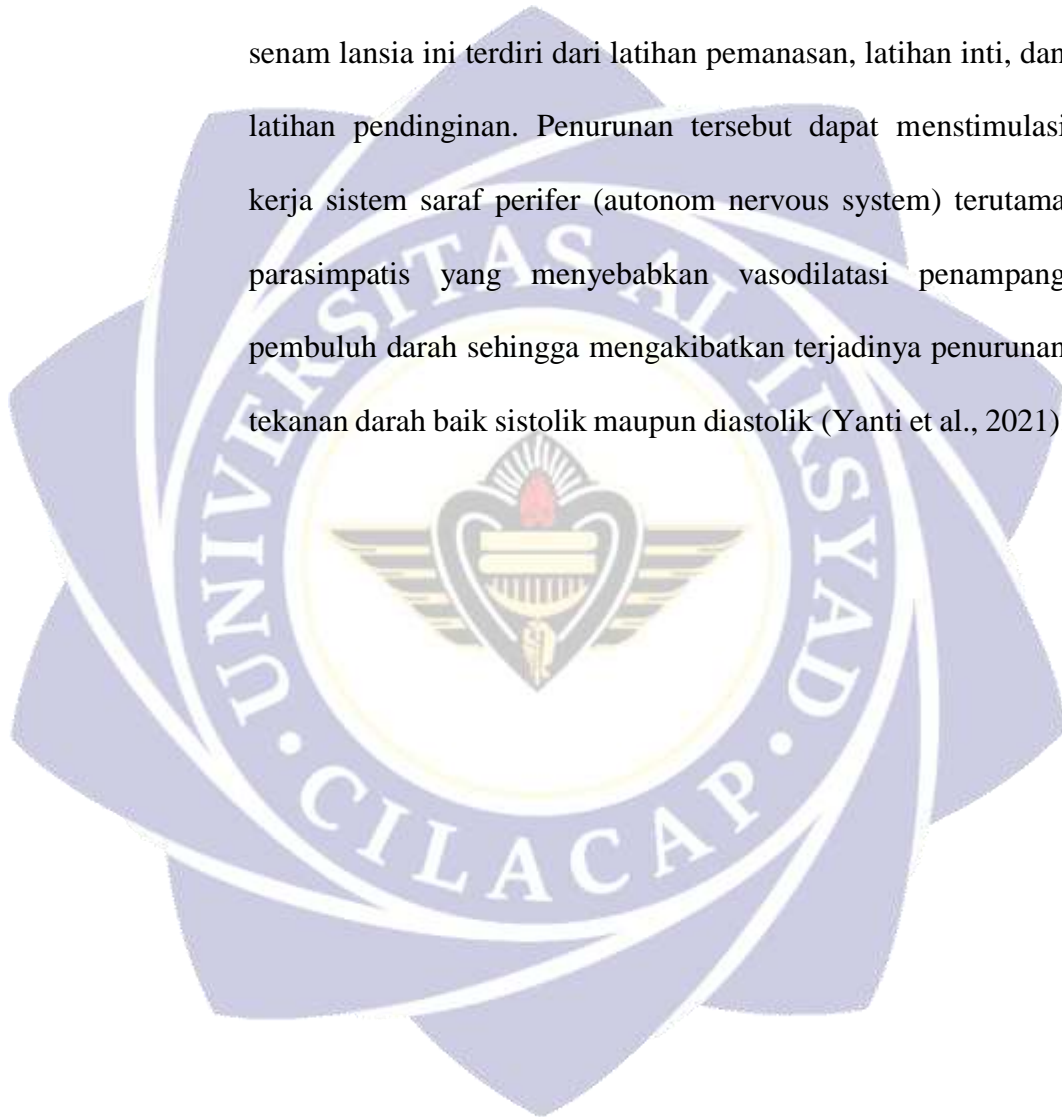 senam lansia ini terdiri dari latihan pemanasan, latihan inti, dan
latihan pendinginan. Penurunan tersebut dapat menstimulasi
kerja sistem saraf perifer (autonom nervous system) terutama
parasimpatis yang menyebabkan vasodilatasi penampang
pembuluh darah sehingga mengakibatkan terjadinya penurunan
tekanan darah baik sistolik maupun diastolik (Yanti et al., 2021)
UNIVERSITAS AL IRSYAD
• CILACAP •